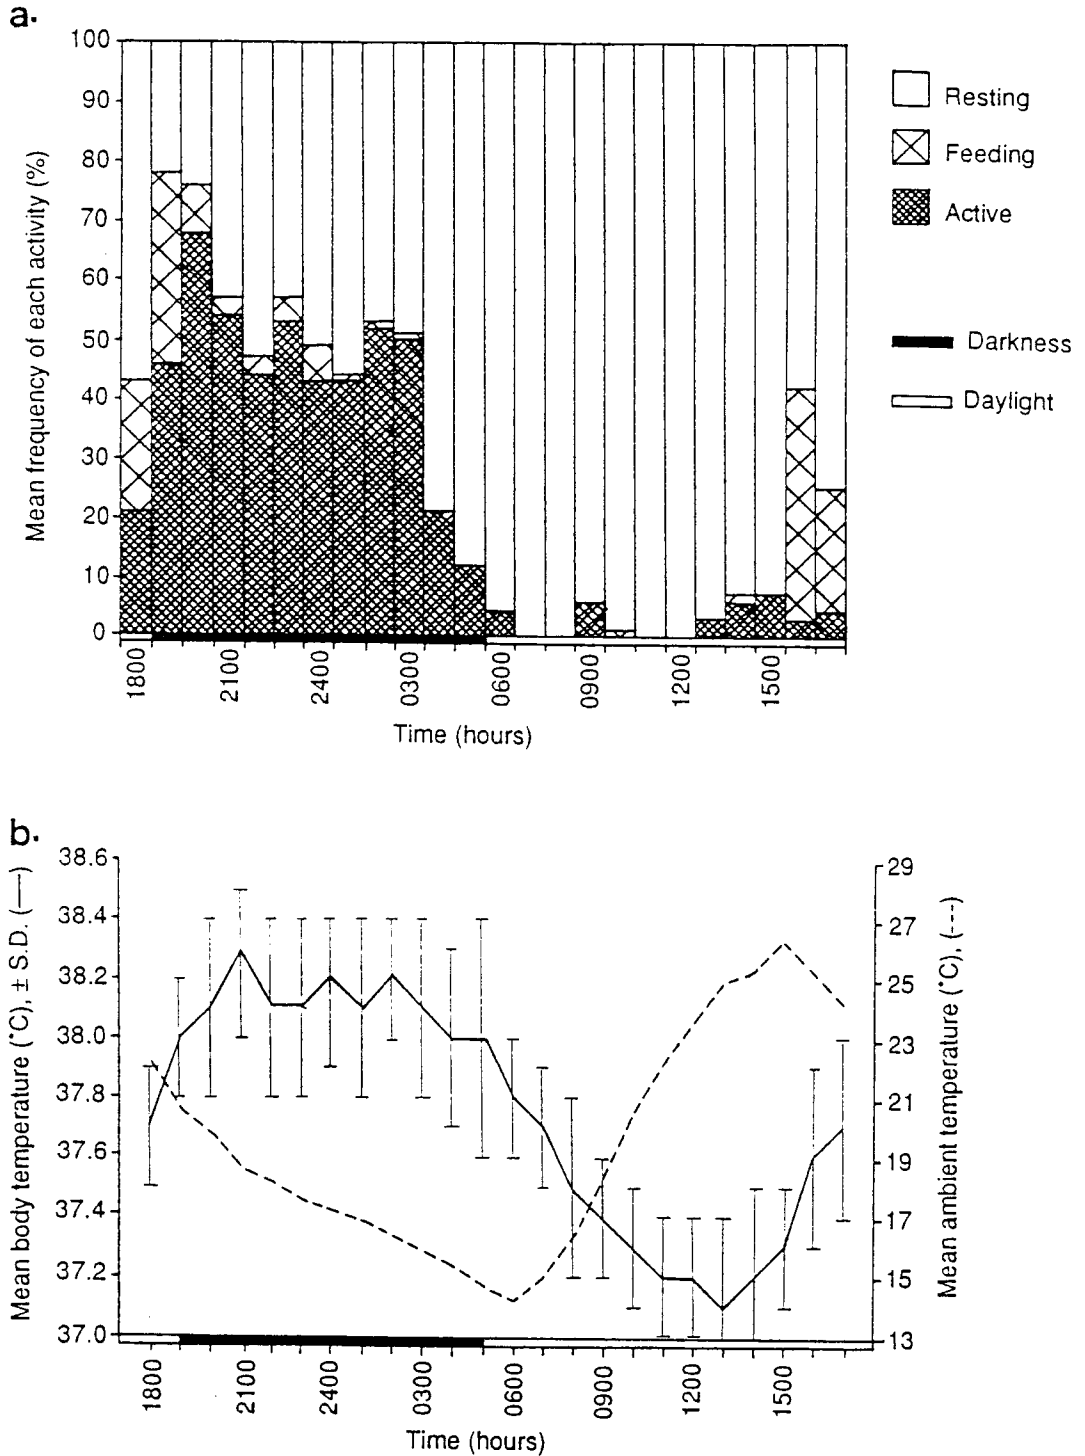 a.
Mean frequency of each activity (%)
100
90
80
70
60
50
40
30
20
10
0
1800 2100 2400 0300 0600 0900 1200 1500
Time (hours)
Resting
Feeding
Active
Darkness
Daylight
b.
Mean body temperature (°C), ± S.D. (—)
38.6
38.4
38.2
38.0
37.8
37.6
37.4
37.2
37.0
29
27
25
23
21
19
17
15
13
Mean ambient temperature (°C), (---)
1800 2100 2400 0300 0600 0900 1200 1500
Time (hours)